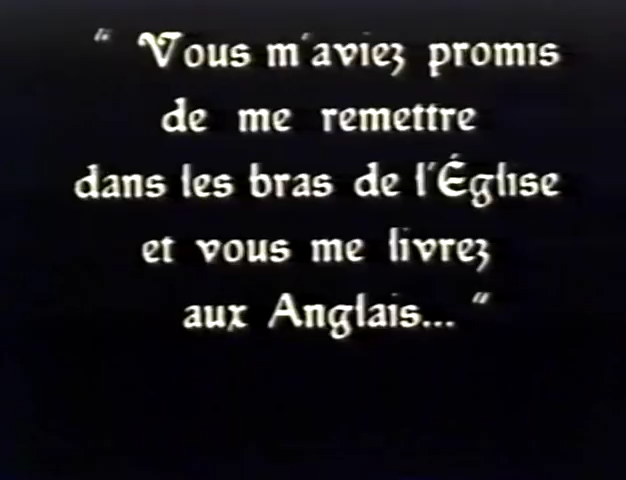 “ Vous m'aviez promis
de me remettre
dans les bras de l'Église
et vous me livrez
aux Anglais... “